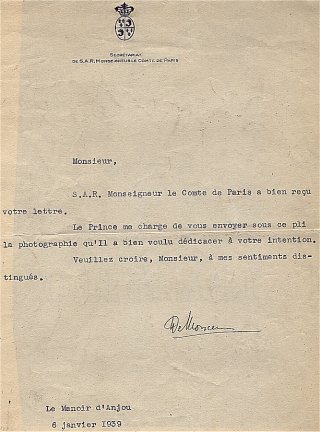 SECRÉTARIAT
DE S.A.R. MONSEIGNEUR LE COMTE DE PARIS
Monsieur,
S.A.R. Monseigneur le Comte de Paris a bien reçu
votre lettre.
Le Prince me charge de vous envoyer sous ce pli
la photographie qu'Il a bien voulu dédicacer à votre intention.
Veuillez croire, Monsieur, à mes sentiments dis-
tingués.
Le Manoir d'Anjou
6 janvier 1939